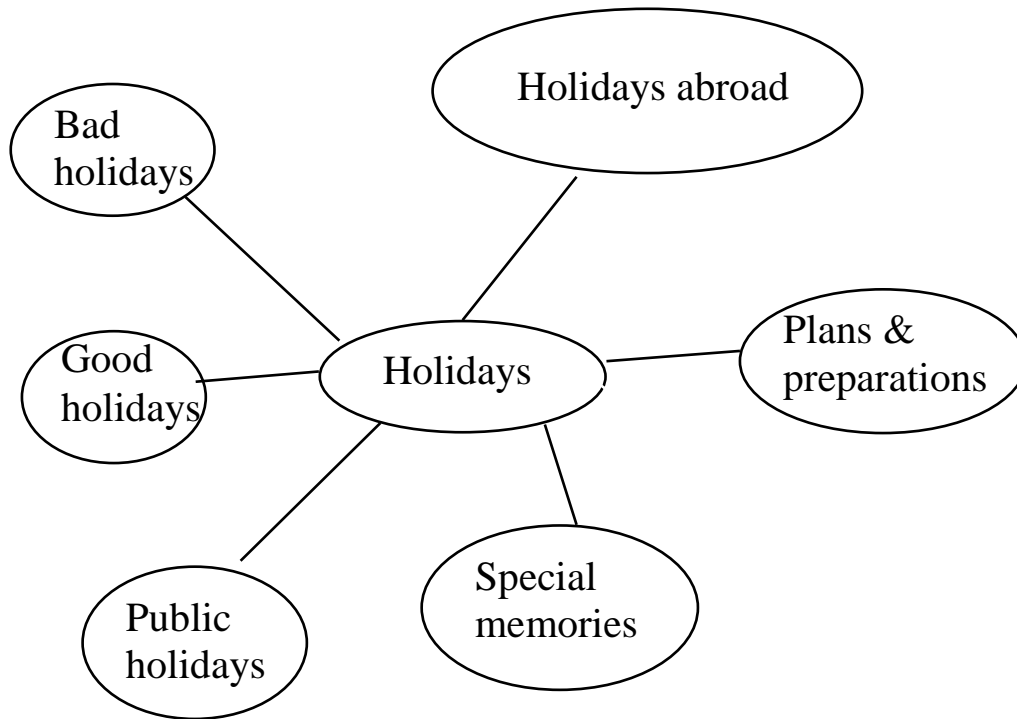 Holidays abroad
Bad
holidays
Plans &
preparations
Good
holidays
Holidays
Special
memories
Public
holidays